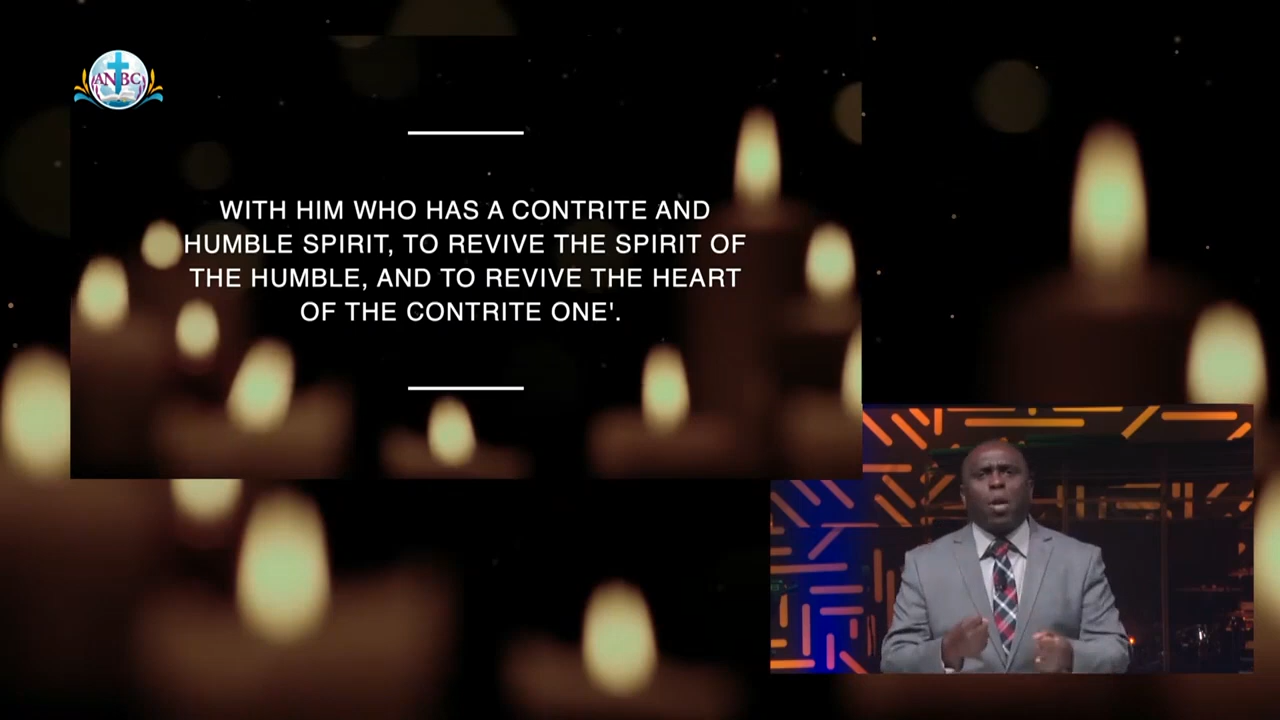 ANBC
WITH HIM WHO HAS A CONTRITE AND
HUMBLE SPIRIT, TO REVIVE THE SPIRIT OF
THE HUMBLE, AND TO REVIVE THE HEART
OF THE CONTRITE ONE'.